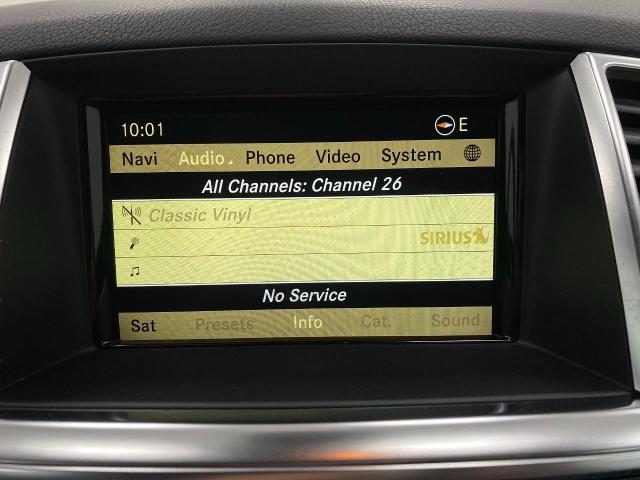 10:01 E
Navi Audio Phone Video System
All Channels: Channel 26
Classic Vinyl
SIRIUS
No Service
Sat Presets Info Cat. Sound